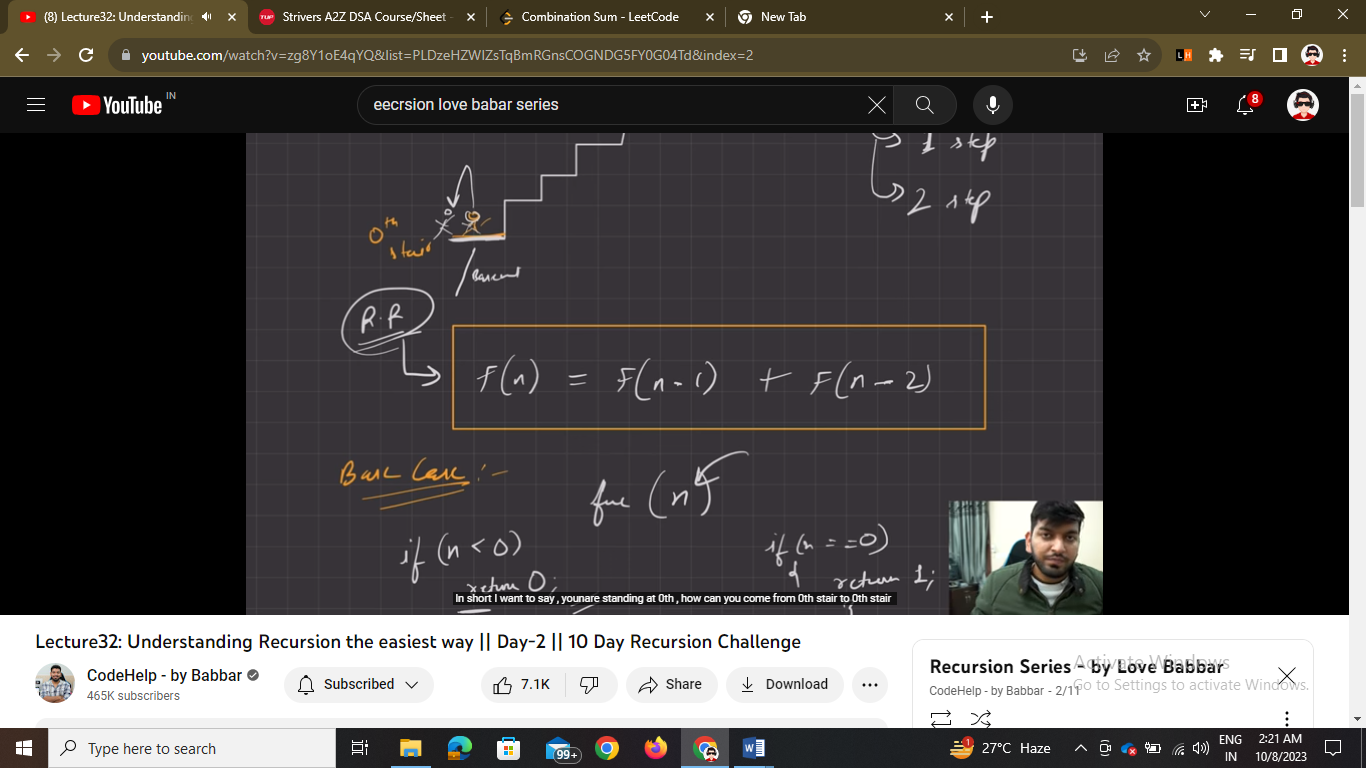 (8) Lecture32: Understanding
Strivers A2Z DSA Course/Sheet -
Combination Sum - LeetCode
New Tab
youtube.com/watch?v=zg8Y1oE4qYQ&list=PLDzeHZWIZsTqBmRGnsCOGNDG5FY0G04Td&index=2
YouTube IN
eecrsion love babar series
8
1 step
2 step
0th
stair
R.R
F(n) = F(n-1) + F(n-2)
Base Case :-
func (n)
if (n < 0)
return 0;
if (n == 0)
{ return 1;
In short I want to say , younare standing at 0th , how can you come from 0th stair to 0th stair
Lecture32: Understanding Recursion the easiest way || Day-2 || 10 Day Recursion Challenge
CodeHelp - by Babbar
465K subscribers
Subscribed
7.1K
Share
Download
Recursion Series - by Love Babbar
CodeHelp - by Babbar - 2/11
Activate Windows
Go to Settings to activate Windows.
Type here to search
99+
1
27°C Haze
ENG
IN
2:21 AM
10/8/2023